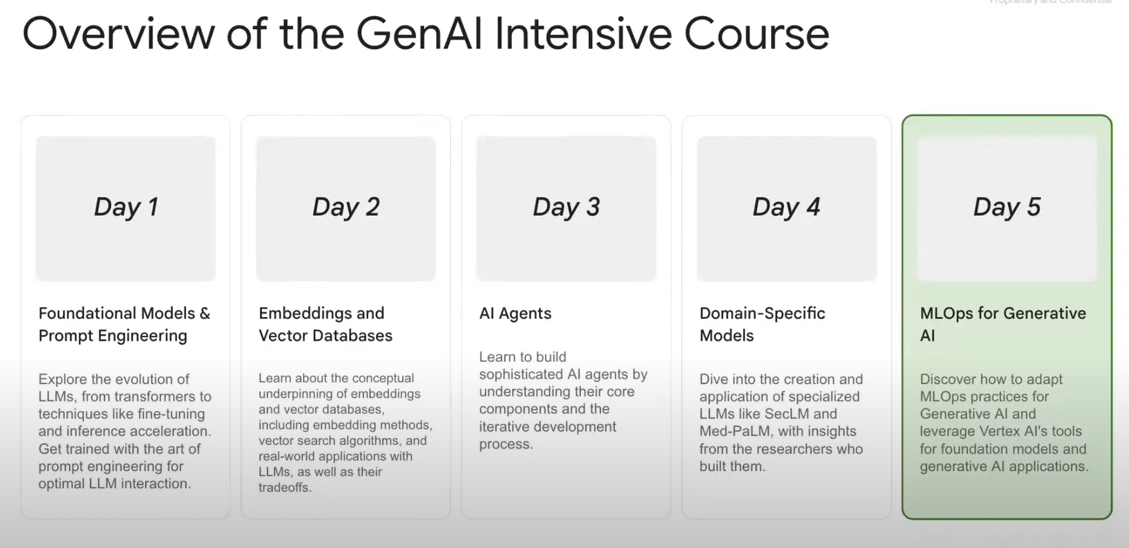 Proprietary and Confidential
Overview of the GenAI Intensive Course
Day 1
Foundational Models &
Prompt Engineering
Explore the evolution of
LLMs, from transformers to
techniques like fine-tuning
and inference acceleration.
Get trained with the art of
prompt engineering for
optimal LLM interaction.
Day 2
Embeddings and
Vector Databases
Learn about the conceptual
underpinning of embeddings
and vector databases,
including embedding methods,
vector search algorithms, and
real-world applications with
LLMs, as well as their
tradeoffs.
Day 3
AI Agents
Learn to build
sophisticated AI agents by
understanding their core
components and the
iterative development
process.
Day 4
Domain-Specific
Models
Dive into the creation and
application of specialized
LLMs like SecLM and
Med-PaLM, with insights
from the researchers who
built them.
Day 5
MLOps for Generative
AI
Discover how to adapt
MLOps practices for
Generative AI and
leverage Vertex AI's tools
for foundation models and
generative AI applications.